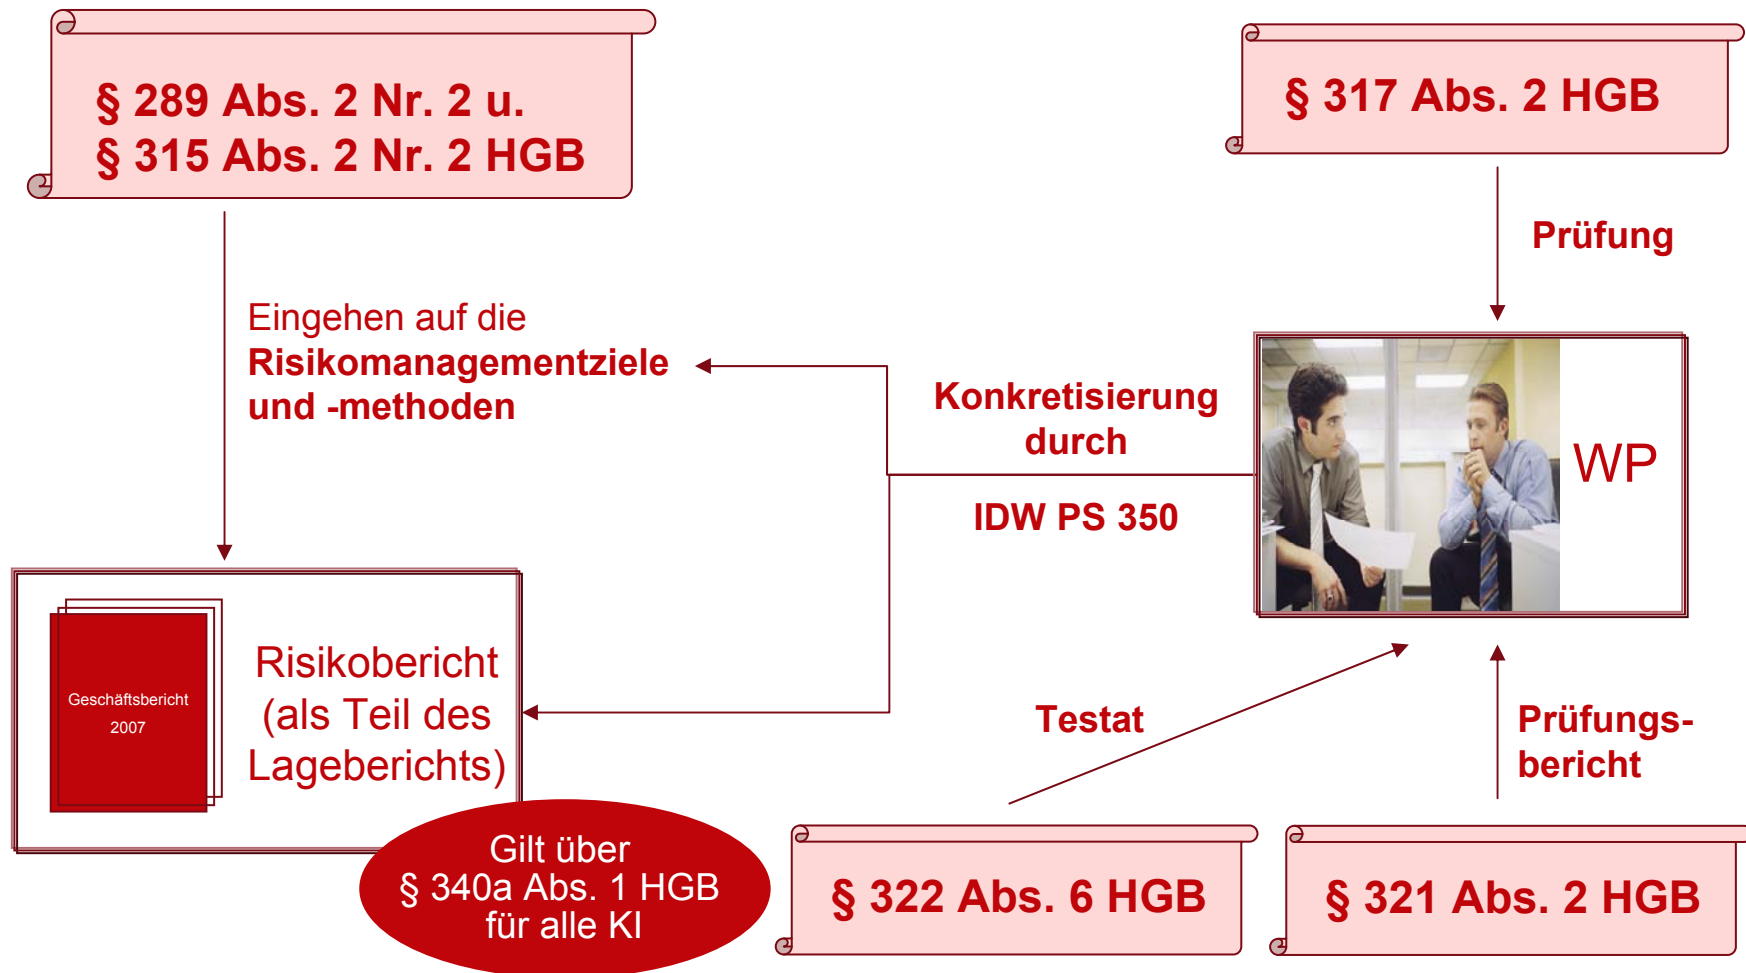 § 289 Abs. 2 Nr. 2 u.
§ 315 Abs. 2 Nr. 2 HGB
§ 317 Abs. 2 HGB
Prüfung
Eingehen auf die
Risikomanagementziele
und -methoden
Konkretisierung
durch
IDW PS 350
WP
Geschäftsbericht
2007
Risikobericht
(als Teil des
Lageberichts)
Gilt über
§ 340a Abs. 1 HGB
für alle KI
Testat
Prüfungs-
bericht
§ 322 Abs. 6 HGB
§ 321 Abs. 2 HGB